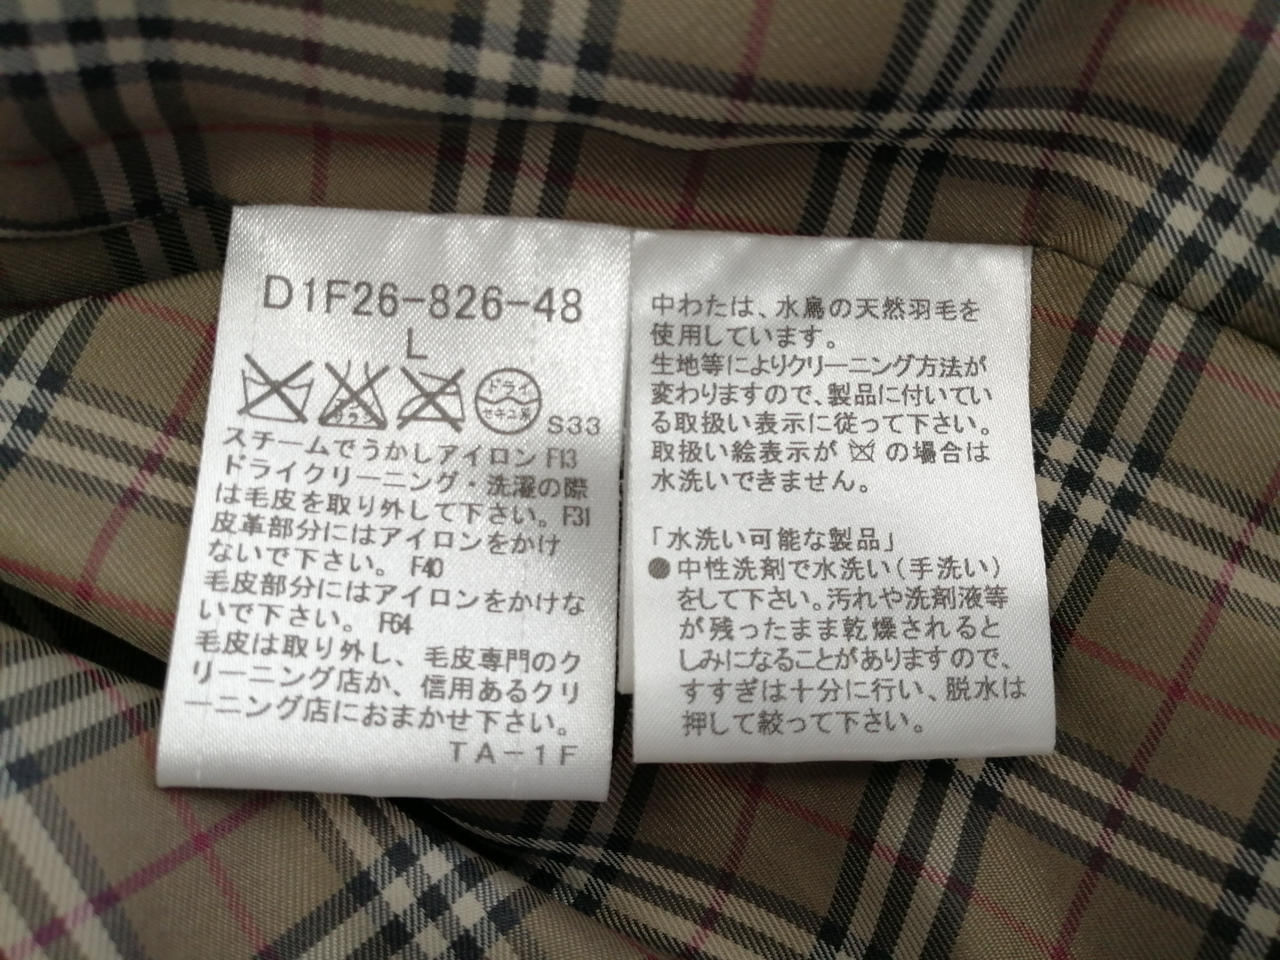 D1F26-826-48
L
エンソ
サラシ
ドライ
セキユ系
S33
スチームでうかしアイロン F13
ドライクリーニング・洗濯の際
は毛皮を取り外して下さい。F31
皮革部分にはアイロンをかけ
ないで下さい。 F40
毛皮部分にはアイロンをかけな
いで下さい。 F64
毛皮は取り外し、毛皮専門のク
リーニング店か、信用あるクリ
ーニング店におまかせ下さい。
TA-1F
中わたは、水鳥の天然羽毛を
使用しています。
生地等によりクリーニング方法が
変わりますので、製品に付いてい
る取扱い表示に従って下さい。
取扱い絵表示が の場合は
水洗いできません。
「水洗い可能な製品」
●中性洗剤で水洗い(手洗い)
をして下さい。汚れや洗剤液等
が残ったまま乾燥されると
しみになることがありますので、
すすぎは十分に行い、脱水は
押して絞って下さい。